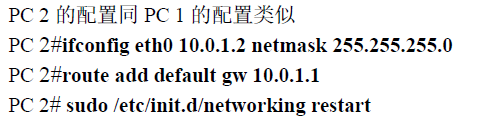 PC 2 的配置同 PC 1 的配置类似
PC 2#ifconfig eth0 10.0.1.2 netmask 255.255.255.0
PC 2#route add default gw 10.0.1.1
PC 2# sudo /etc/init.d/networking restart